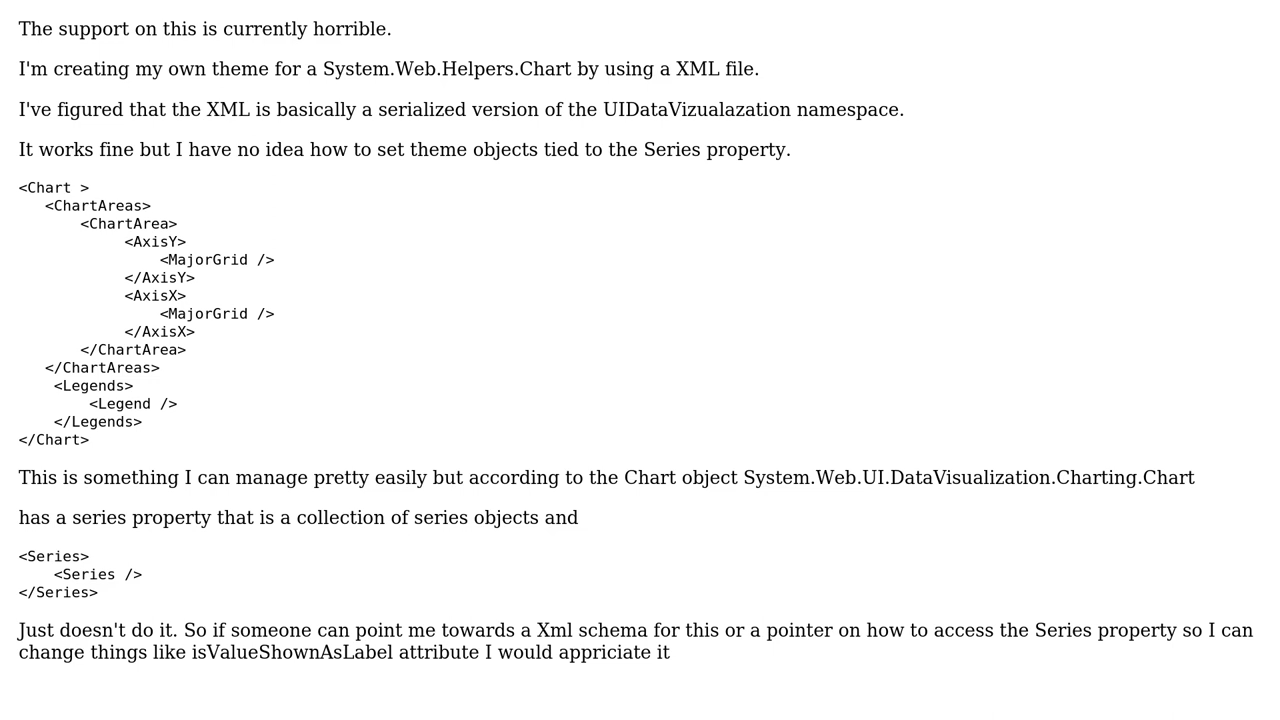 The support on this is currently horrible.
I'm creating my own theme for a System.Web.Helpers.Chart by using a XML file.
I've figured that the XML is basically a serialized version of the UIDataVizualazation namespace.
It works fine but I have no idea how to set theme objects tied to the Series property.
<Chart >
   <ChartAreas>
       <ChartArea>
            <AxisY>
                <MajorGrid />
            </AxisY>
            <AxisX>
                <MajorGrid />
            </AxisX>
       </ChartArea>
   </ChartAreas>
    <Legends>
        <Legend />
    </Legends>
</Chart>
This is something I can manage pretty easily but according to the Chart object System.Web.UI.DataVisualization.Charting.Chart
has a series property that is a collection of series objects and
<Series>
    <Series />
</Series>
Just doesn't do it. So if someone can point me towards a Xml schema for this or a pointer on how to access the Series property so I can
change things like isValueShownAsLabel attribute I would appriciate it